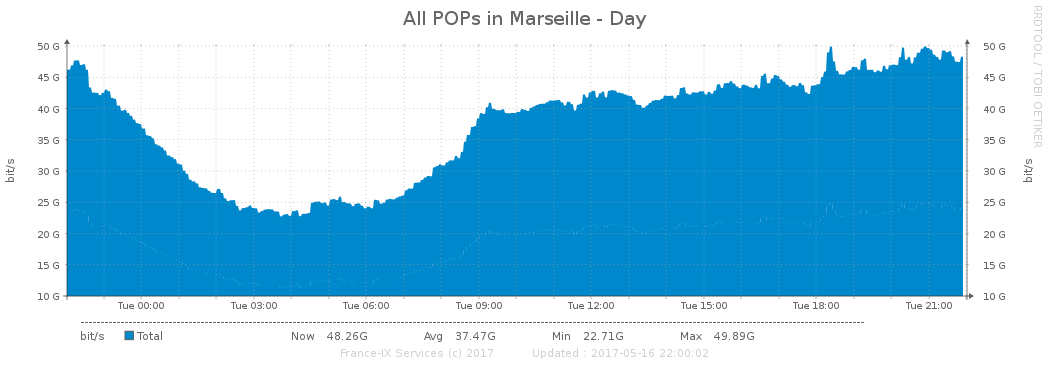 All POPs in Marseille - Day
RRDTOOL / TOBI OETIKER
bit/s
50 G
45 G
40 G
35 G
30 G
25 G
20 G
15 G
10 G
50 G
45 G
40 G
35 G
30 G
25 G
20 G
15 G
10 G
bit/s
Tue 00:00 Tue 03:00 Tue 06:00 Tue 09:00 Tue 12:00 Tue 15:00 Tue 18:00 Tue 21:00
bit/s Total Now 48.26G Avg 37.47G Min 22.71G Max 49.89G
France-IX Services (c) 2017 Updated : 2017-05-16 22:00:02